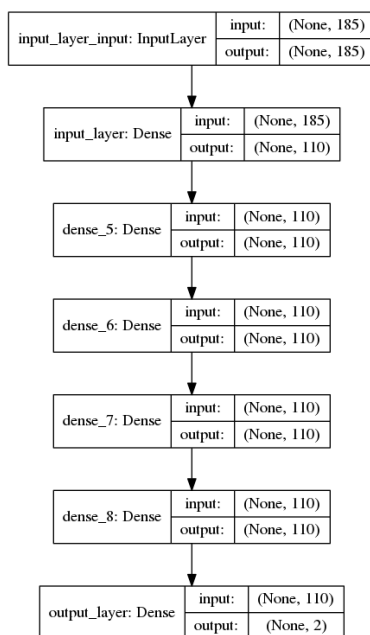 input_layer_input: InputLayer
input: (None, 185)
output: (None, 185)
input_layer: Dense
input: (None, 185)
output: (None, 110)
dense_5: Dense
input: (None, 110)
output: (None, 110)
dense_6: Dense
input: (None, 110)
output: (None, 110)
dense_7: Dense
input: (None, 110)
output: (None, 110)
dense_8: Dense
input: (None, 110)
output: (None, 110)
output_layer: Dense
input: (None, 110)
output: (None, 2)